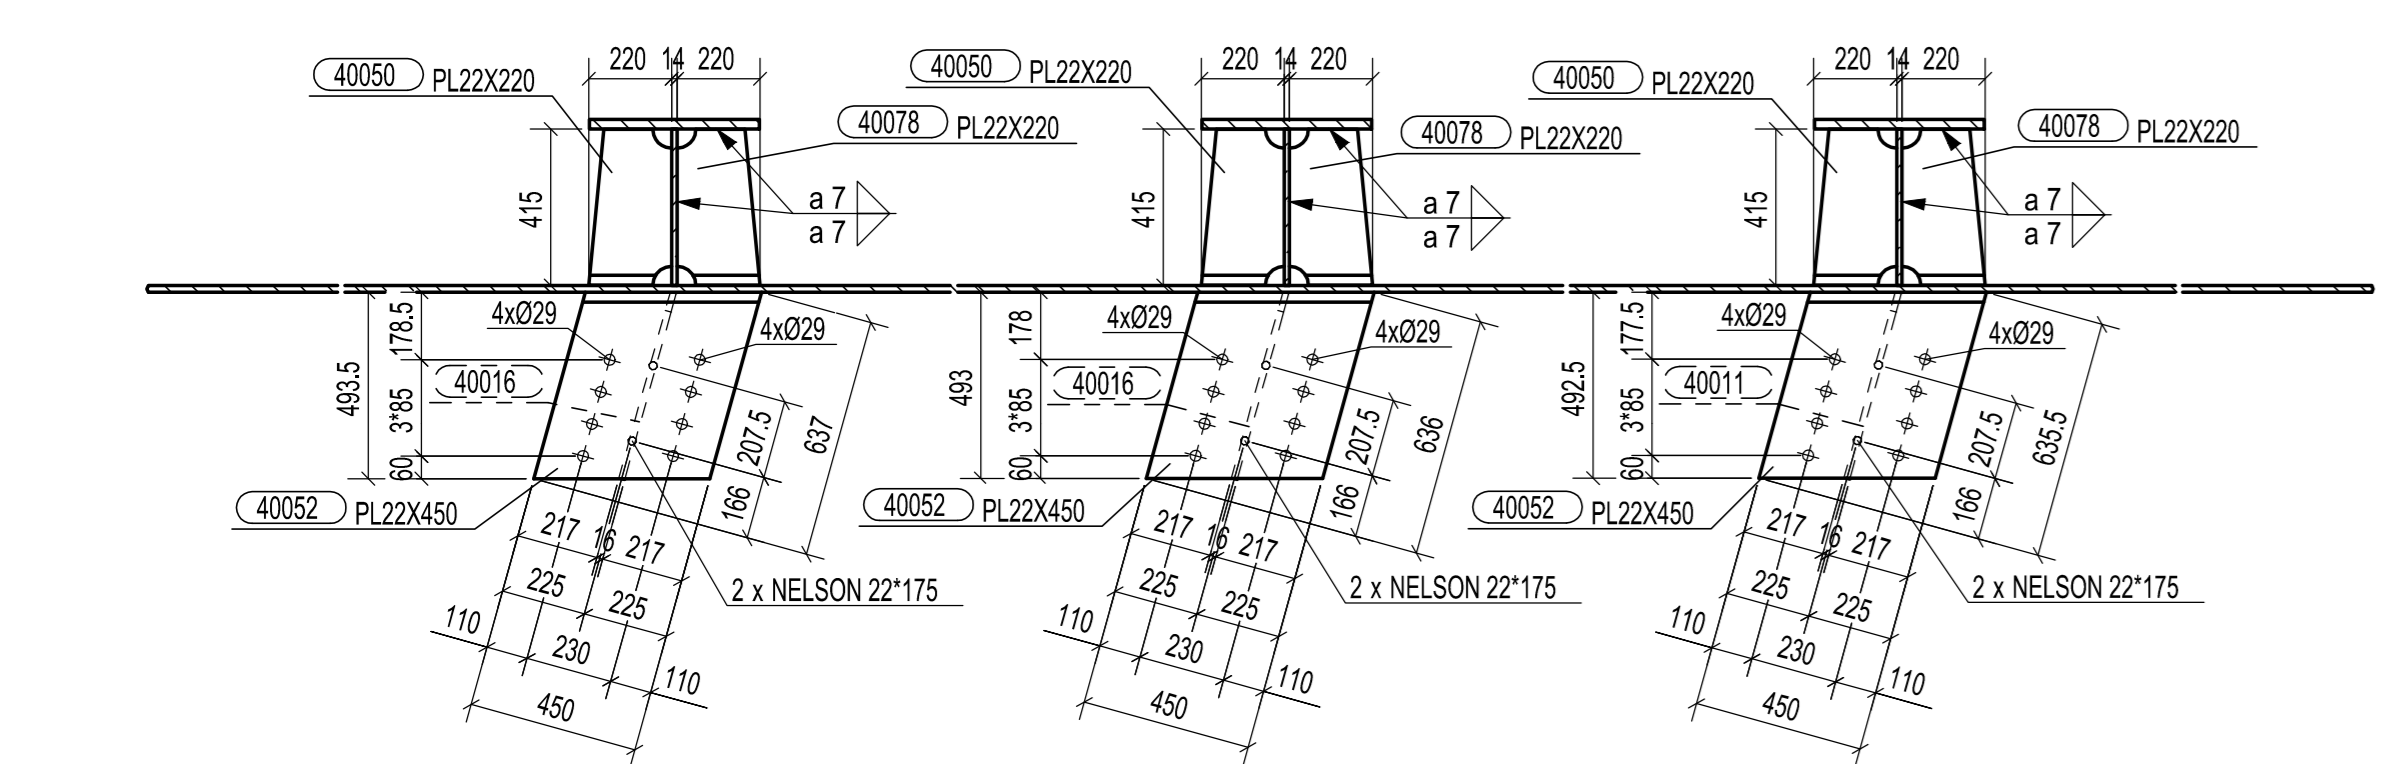 220 14 220
40050 PL22X220
40078 PL22X220
415
a 7
a 7
178.5
4xØ29
4xØ29
493.5
40016
3*85
60
207.5
637
166
40052 PL22X450
217 16 217
2 x NELSON 22*175
225 225
110 230 110
450
220 14 220
40050 PL22X220
40078 PL22X220
415
a 7
a 7
178
4xØ29
4xØ29
493
40016
3*85
60
207.5
636
166
40052 PL22X450
217 16 217
2 x NELSON 22*175
225 225
110 230 110
450
220 14 220
40050 PL22X220
40078 PL22X220
415
a 7
a 7
177.5
4xØ29
4xØ29
492.5
40011
3*85
60
207.5
635.5
166
40052 PL22X450
217 16 217
2 x NELSON 22*175
225 225
110 230 110
450